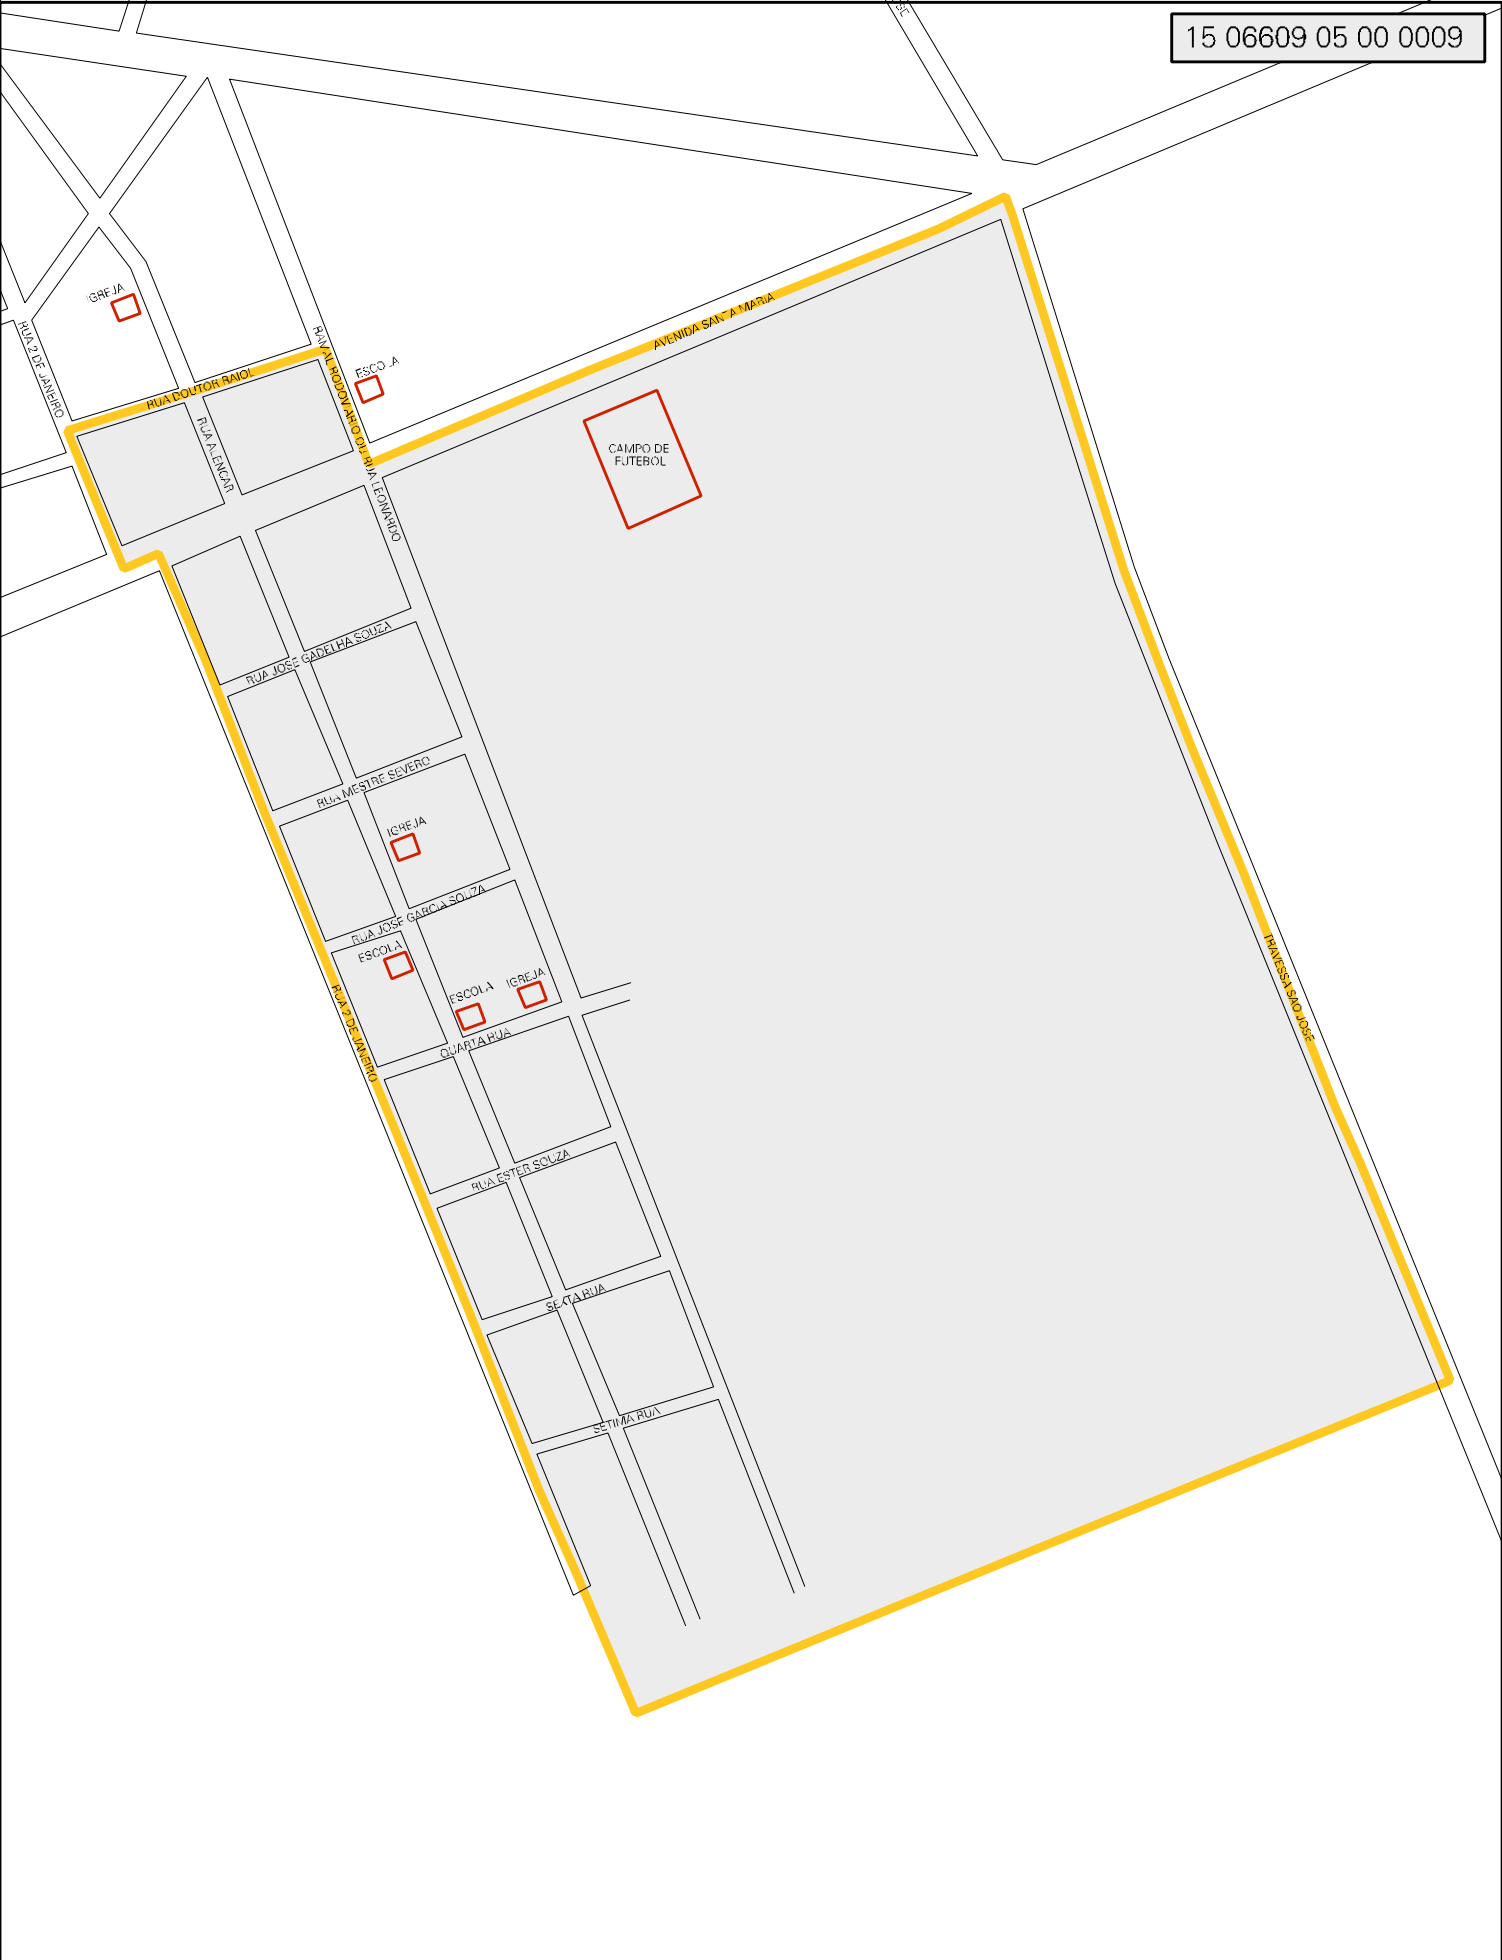 15 06609 05 00 0009
IGREJA
RUA 2 DE JANEIRO
RUA DOUTOR RAIOL
RUA ALENCAR
RAMAL RODOVIARIO OU RUA LEONARDO
ESCOLA
AVENIDA SANTA MARIA
CAMPO DE
FUTEBOL
RUA JOSE GADELHA SOUZA
RUA MESTRE SEVERO
IGREJA
RUA JOSE GARCIA SOUZA
ESCOLA
ESCOLA
IGREJA
RUA 2 DE JANEIRO
QUARTA RUA
TRAVESSA SAO JOSE
RUA ESTER SOUZA
SEXTA RUA
SETIMA RUA